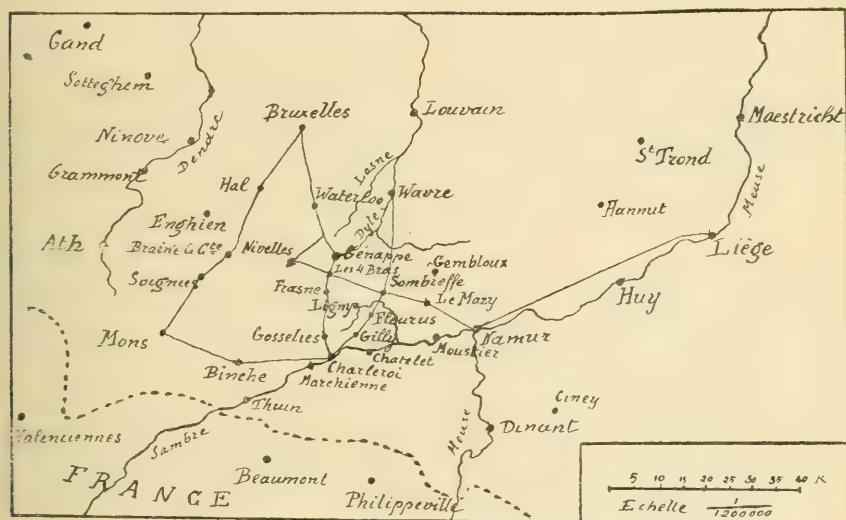 Gand
Sotteghem
Ninove
Dendre
Grammont
Bruxelles
Louvain
Maestricht
St Trond
Meuse
Hal
Lasne
Waterloo
Wavre
Hannut
Enghien
Dyle
Ath
Braine le Cte
Nivelles
Génappe
Liège
Les 4 Bras
Gembloux
Soignies
Sombreffe
Frasne
Ligny
Le Mazy
Huy
Fleurus
Mons
Gosselies
Gilly
Namur
Moustier
Chatelet
Charleroi
Binche
Marchienne
Thuin
Ciney
Valenciennes
Meuse
Dinant
Sambre
Beaumont
FRANCE
Philippeville
5 10 15 20 25 30 35 40 K
Echelle 1/1200000